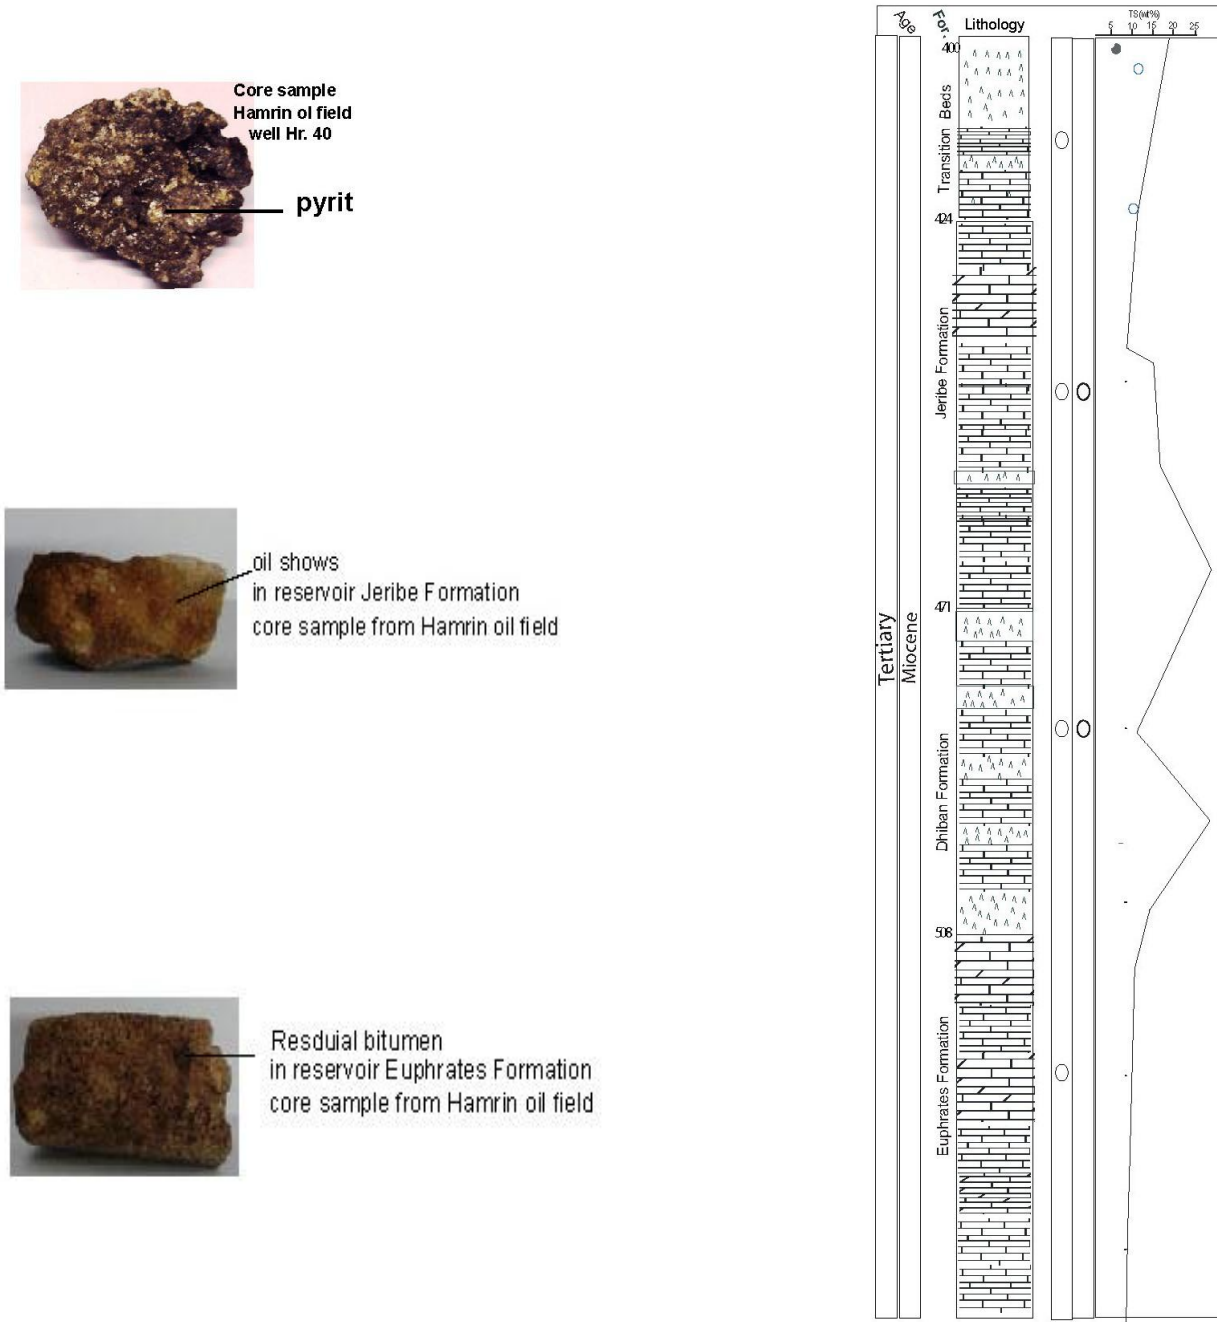 Core sample
Hamrin ol field
well Hr. 40
pyrit
oil shows
in reservoir Jeribe Formation
core sample from Hamrin oil field
Resduial bitumen
in reservoir Euphrates Formation
core sample from Hamrin oil field
Age
For.
Lithology
TS(wt%)
5 10 15 20 25
400
Transition Beds
424
Jeribe Formation
471
Tertiary
Miocene
Dhiban Formation
508
Euphrates Formation